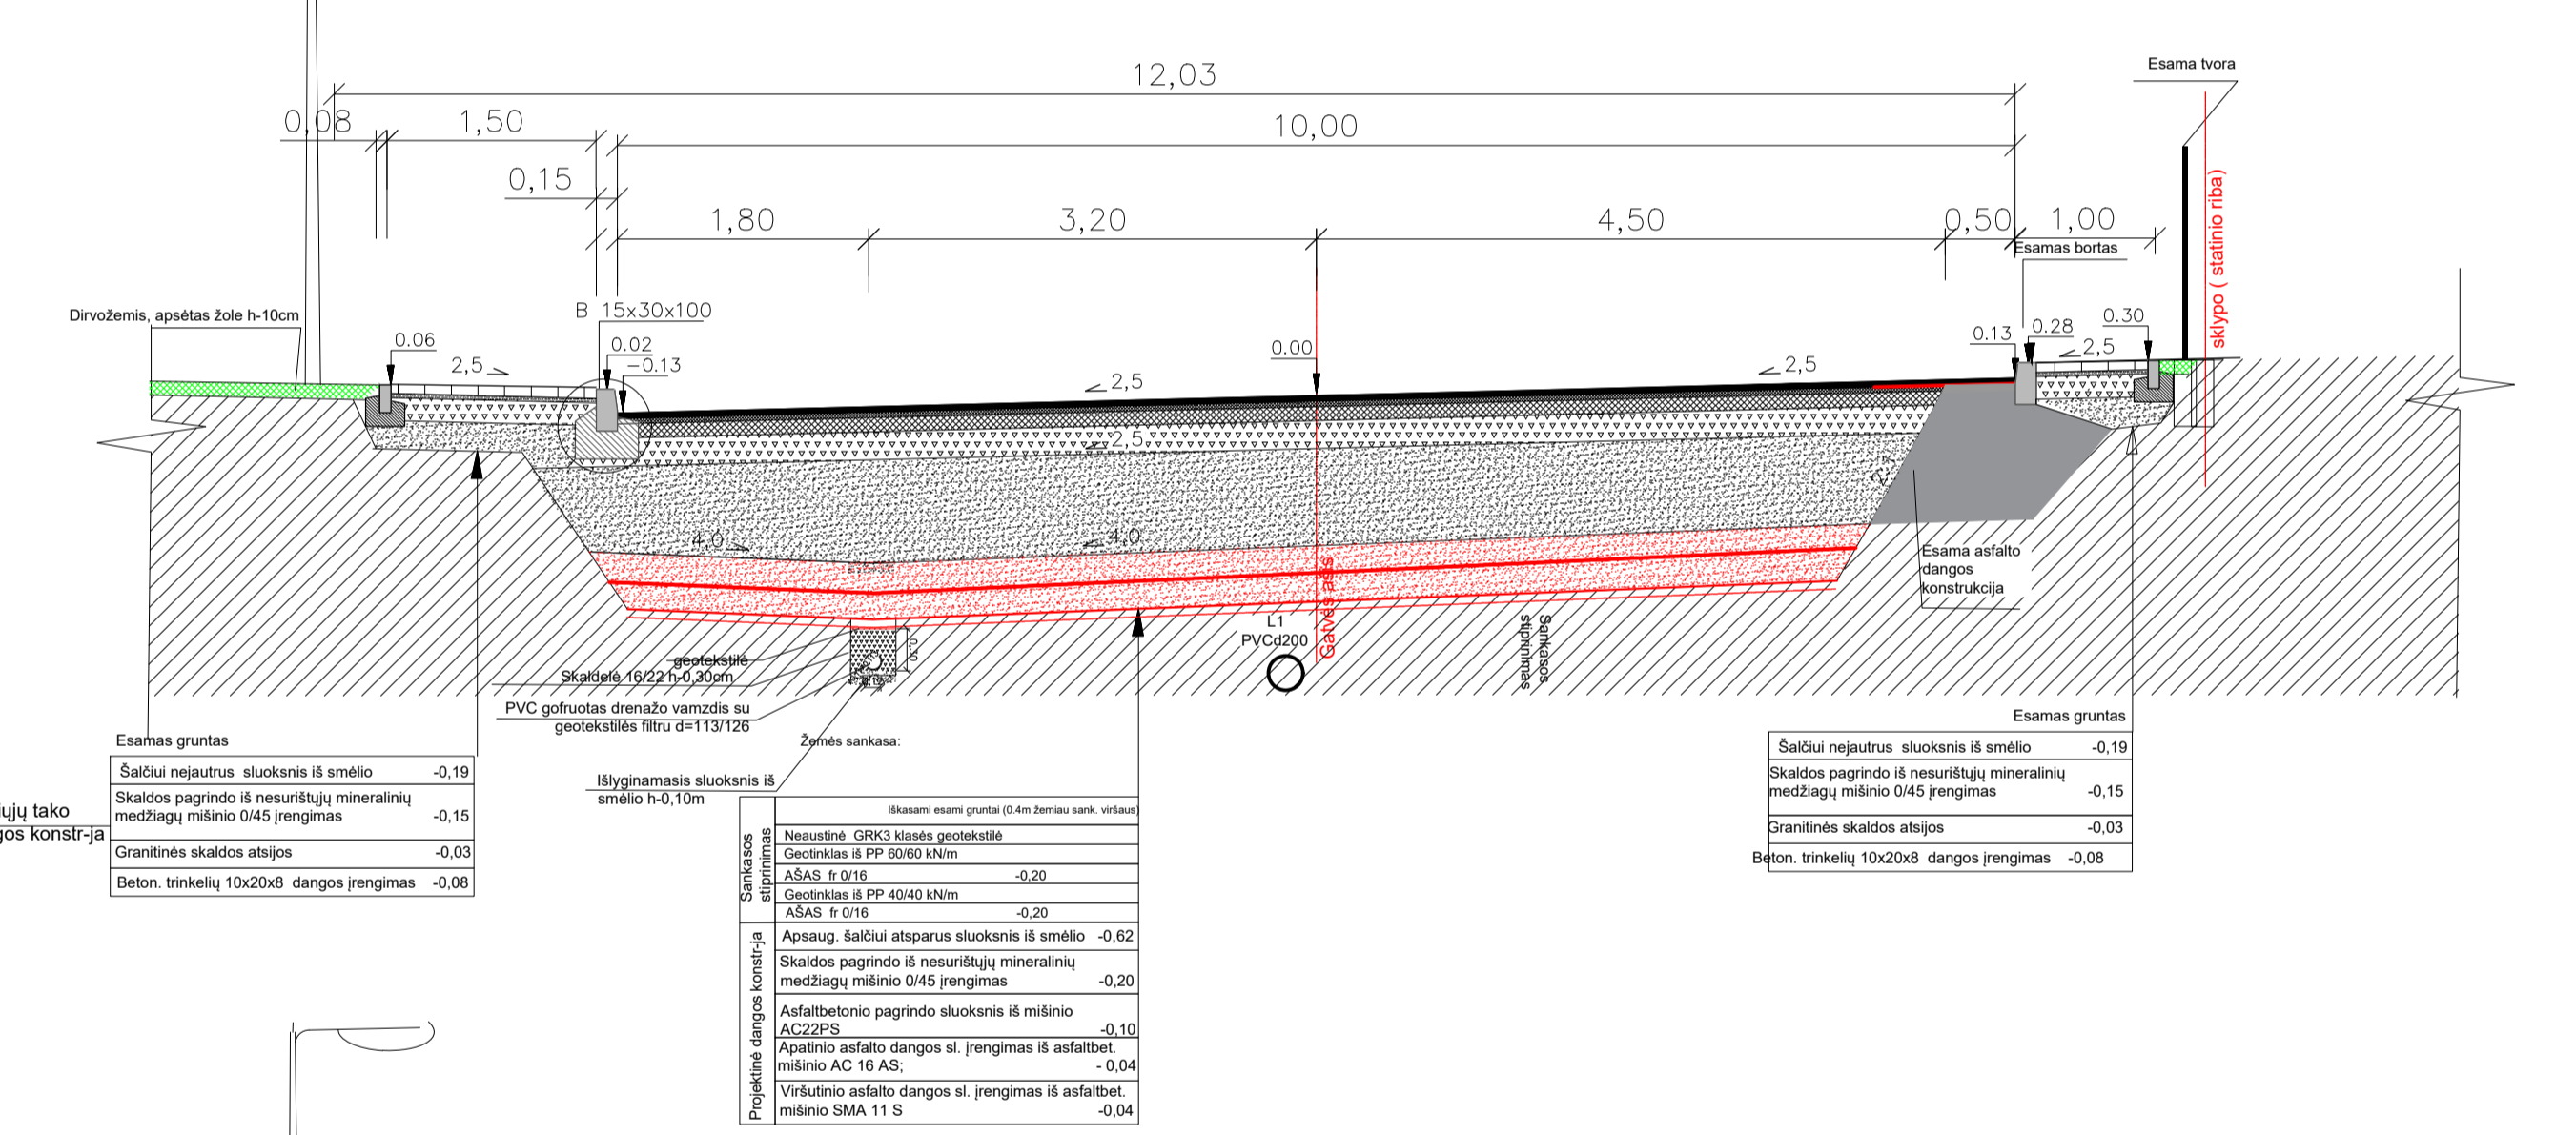 12,03
Esama tvora
0,08
1,50
10,00
0,15
1,80
3,20
4,50
0,50
1,00
Esamas bortas
sklypo ( statinio riba)
Dirvožemis, apsėtas žole h-10cm
B 15x30x100
0.06
2,5
0.02
-0.13
0.00
2,5
2,5
0.13
0.28
0.30
2,5
2,5
4,0
4,0
Esama asfalto
dangos
konstrukcija
Gatvės ašis
L1
PVCd200
Sankasos
stiprinimas
0.30
geotekstilė
Skaldelė 16/22 h-0,30cm
PVC gofruotas drenažo vamzdis su
geotekstilės filtru d=113/126
Žemės sankasa:
Išlyginamasis sluoksnis iš
smėlio h-0,10m
Esamas gruntas
Šalčiui nejautrus sluoksnis iš smėlio -0,19
Skaldos pagrindo iš nesurištųjų mineralinių
medžiagų mišinio 0/45 įrengimas -0,15
Granitinės skaldos atsijos -0,03
Beton. trinkelių 10x20x8 dangos įrengimas -0,08
tako
konstr-ja
Sankasos
stiprinimas
Iškasami esami gruntai (0.4m žemiau sank. viršaus)
Neaustinė GRK3 klasės geotekstilė
Geotinklas iš PP 60/60 kN/m
AŠAS fr 0/16 -0,20
Geotinklas iš PP 40/40 kN/m
AŠAS fr 0/16 -0,20
Projektinė dangos konstr-ja
Apsaug. šalčiui atsparus sluoksnis iš smėlio -0,62
Skaldos pagrindo iš nesurištųjų mineralinių
medžiagų mišinio 0/45 įrengimas -0,20
Asfaltbetonio pagrindo sluoksnis iš mišinio
AC22PS -0,10
Apatinio asfalto dangos sl. įrengimas iš asfaltbet.
mišinio AC 16 AS; - 0,04
Viršutinio asfalto dangos sl. įrengimas iš asfaltbet.
mišinio SMA 11 S -0,04
Esamas gruntas
Šalčiui nejautrus sluoksnis iš smėlio -0,19
Skaldos pagrindo iš nesurištųjų mineralinių
medžiagų mišinio 0/45 įrengimas -0,15
Granitinės skaldos atsijos -0,03
Beton. trinkelių 10x20x8 dangos įrengimas -0,08